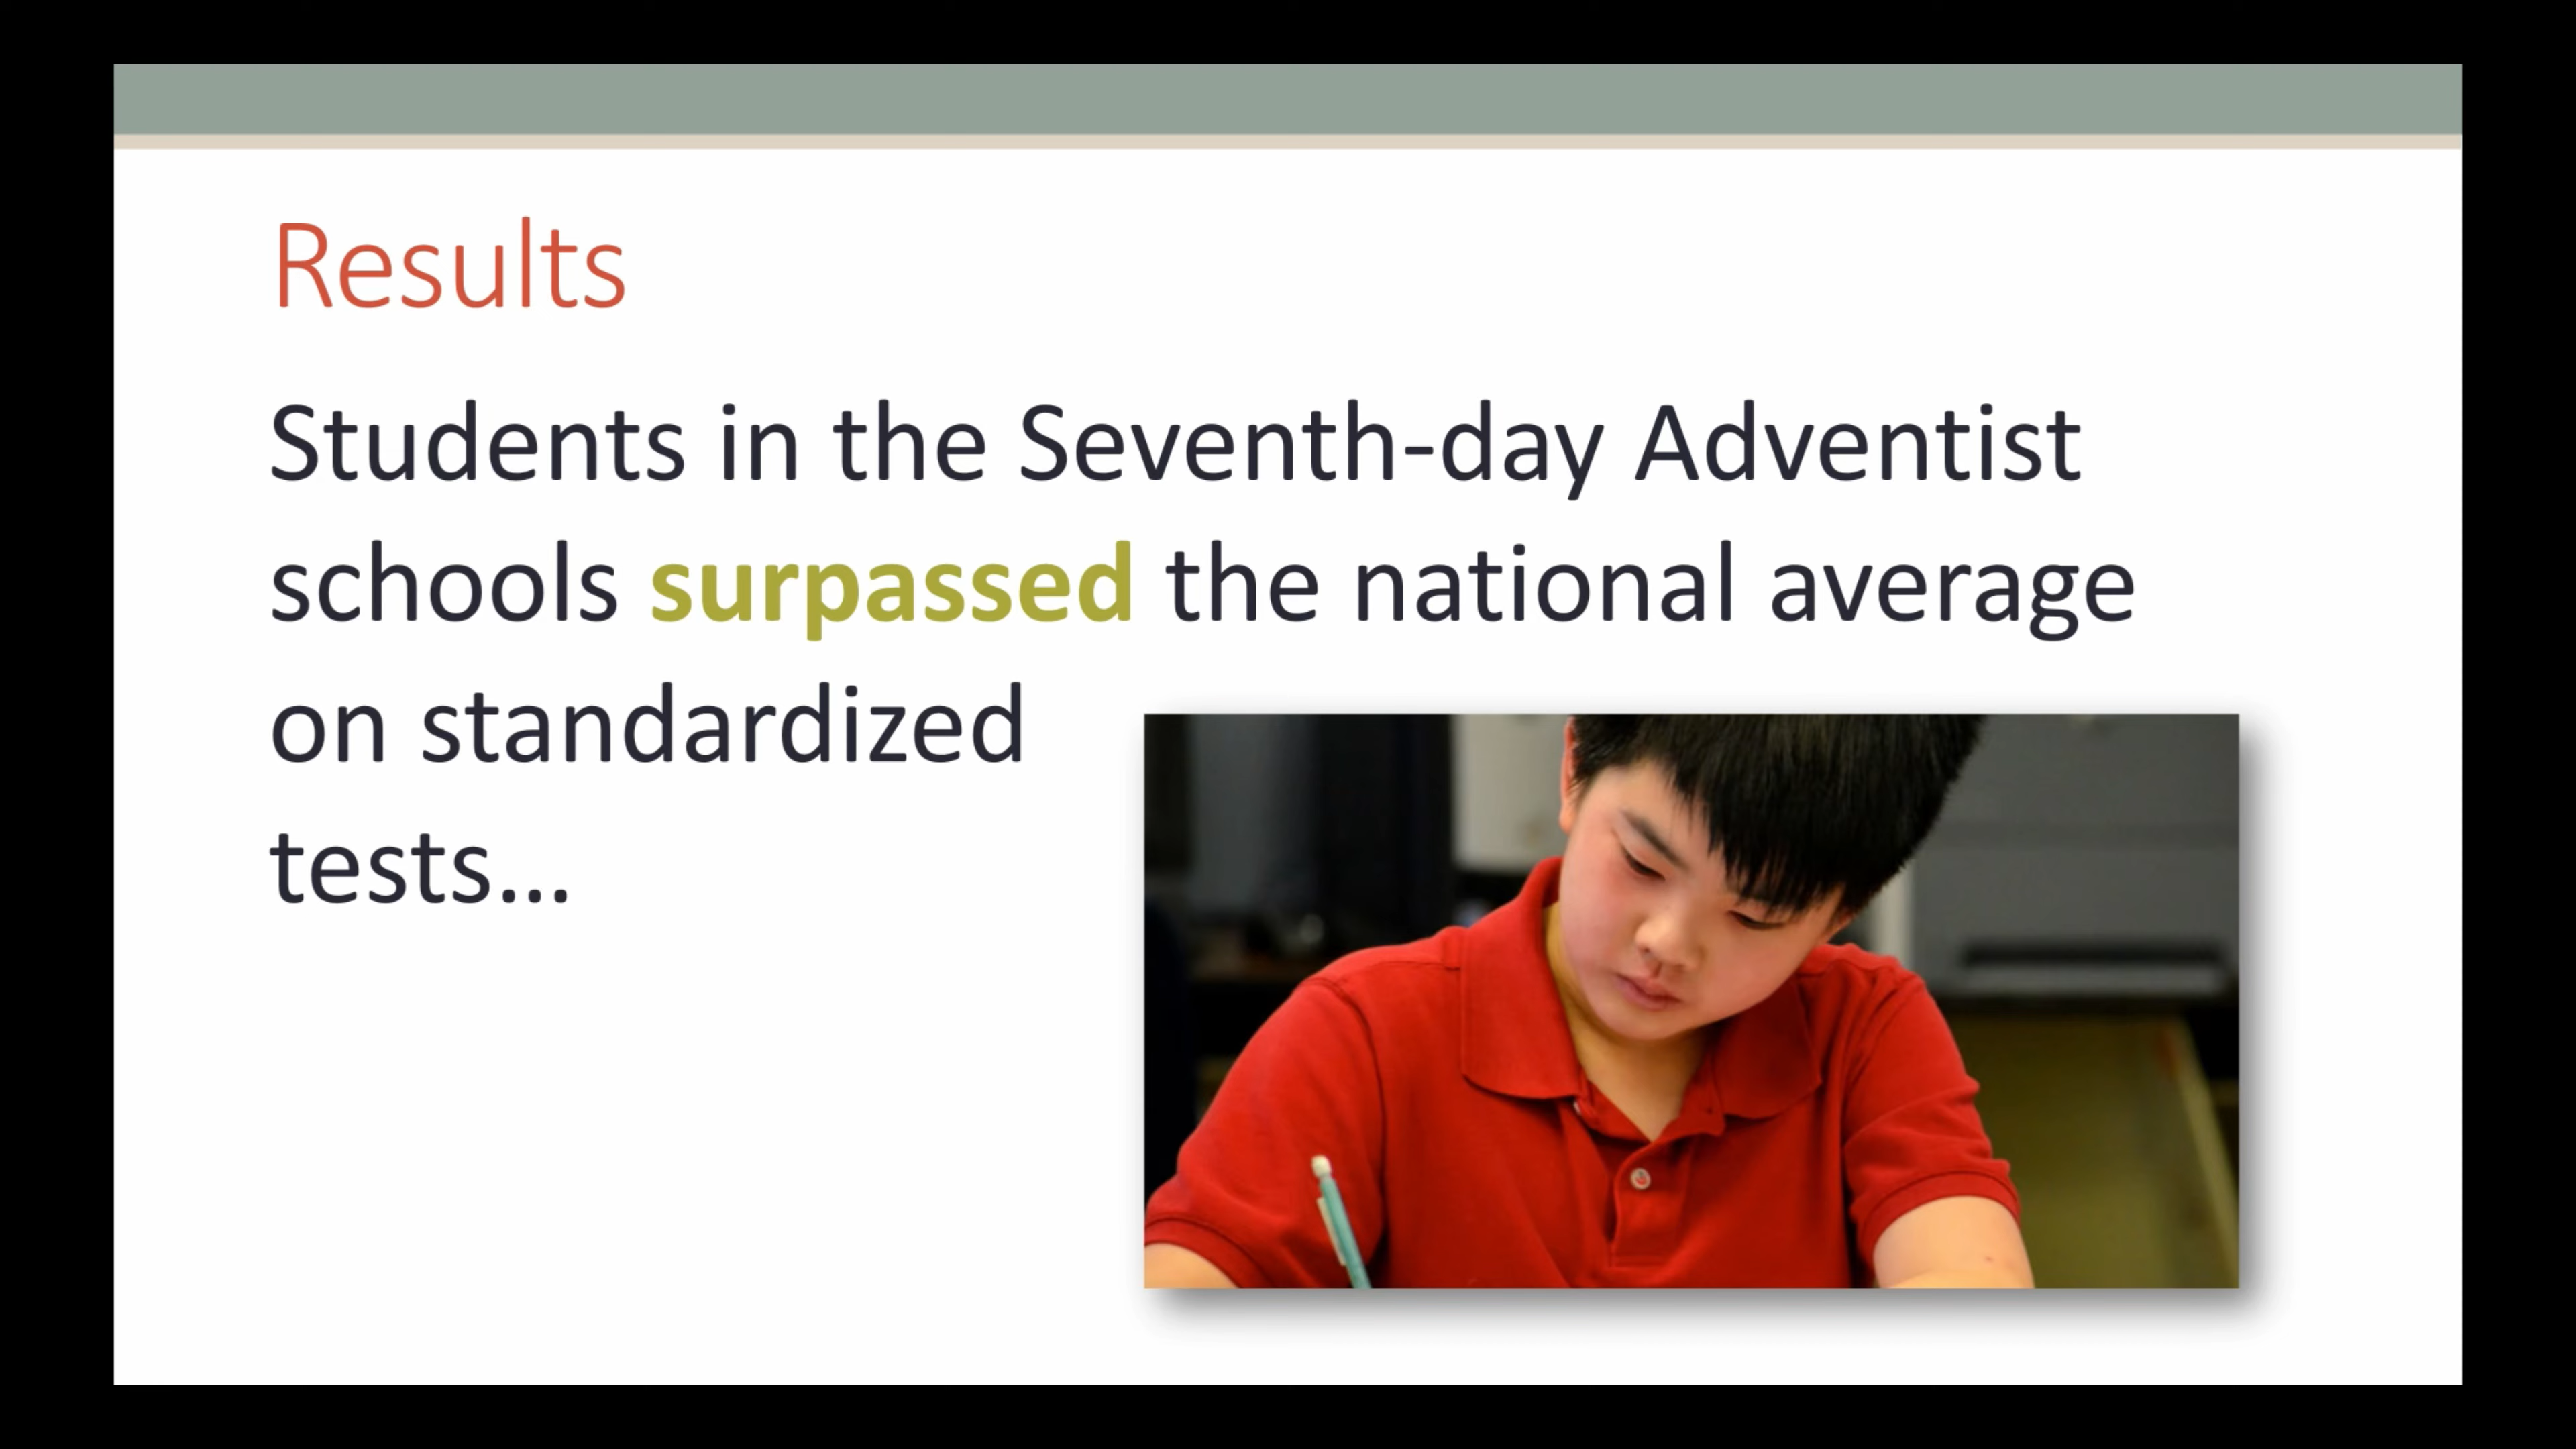 Results
Students in the Seventh-day Adventist
schools surpassed the national average
on standardized
tests...